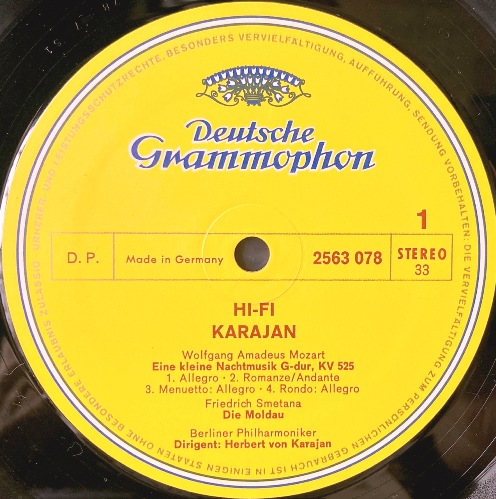 Deutsche
Grammophon
1
D. P.
Made in Germany
2563 078
STEREO
33
HI-FI
KARAJAN
Wolfgang Amadeus Mozart
Eine kleine Nachtmusik G-dur, KV 525
1. Allegro · 2. Romanze/Andante
3. Menuetto: Allegro · 4. Rondo: Allegro
Friedrich Smetana
Die Moldau
Berliner Philharmoniker
Dirigent: Herbert von Karajan
URHEBER- UND LEISTUNGSSCHUTZRECHTE, BESONDERS VERVIELFÄLTIGUNG, AUFFÜHRUNG, SENDUNG VORBEHALTEN: DIE VERVIELFÄLTIGUNG ZUM PERSÖNLICHEN GEBRAUCH IST IN EINIGEN STAATEN OHNE BESONDERE ERLAUBNIS ZULÄSSIG